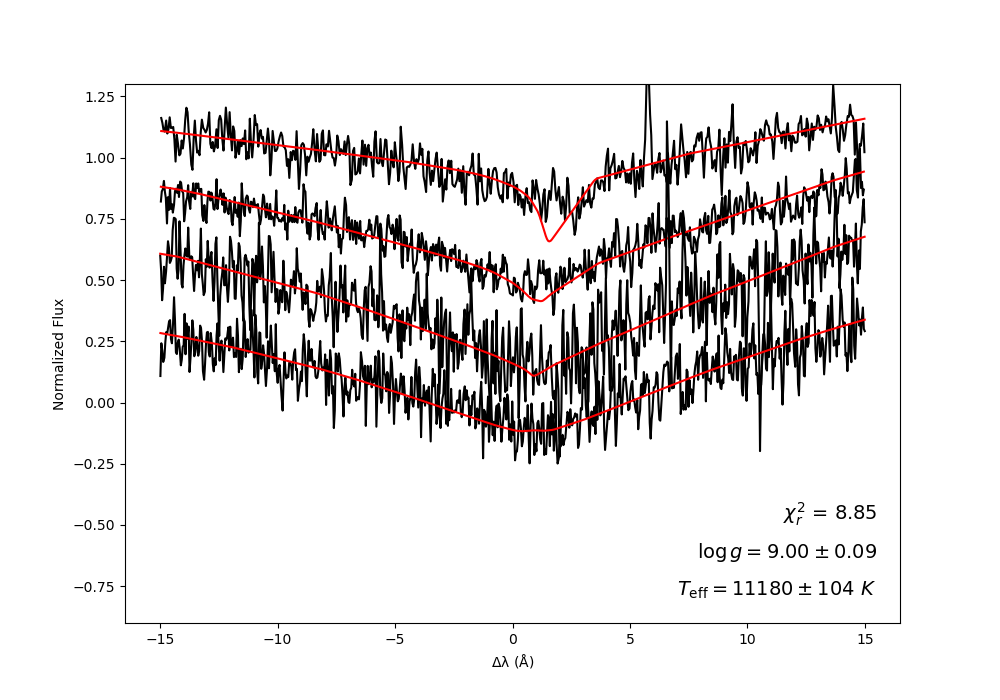 1.25
1.00
0.75
0.50
0.25
0.00
−0.25
−0.50
−0.75
Normalized Flux
χ²ᵣ = 8.85
log g = 9.00 ± 0.09
T_eff = 11180 ± 104 K
−15 −10 −5 0 5 10 15
Δλ (Å)